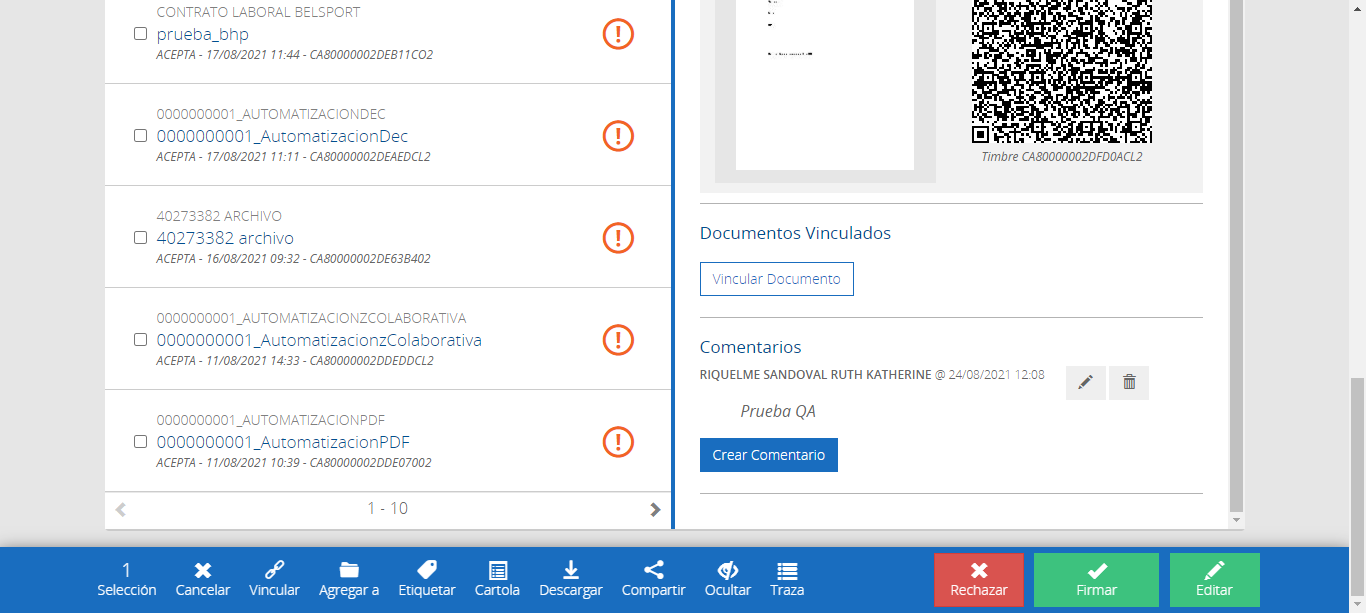 CONTRATO LABORAL BELSPORT
prueba_bhp
ACEPTA - 17/08/2021 11:44 - CA80000002DEB11CO2
0000000001_AUTOMATIZACIONDEC
0000000001_AutomatizacionDec
ACEPTA - 17/08/2021 11:11 - CA80000002DEAEDCL2
40273382 ARCHIVO
40273382 archivo
ACEPTA - 16/08/2021 09:32 - CA80000002DE63B402
0000000001_AUTOMATIZACIONZCOLABORATIVA
0000000001_AutomatizacionzColaborativa
ACEPTA - 11/08/2021 14:33 - CA80000002DDEDDCL2
0000000001_AUTOMATIZACIONPDF
0000000001_AutomatizacionPDF
ACEPTA - 11/08/2021 10:39 - CA80000002DDE07002
1 - 10
Timbre CA80000002DFD0ACL2
Documentos Vinculados
Vincular Documento
Comentarios
RIQUELME SANDOVAL RUTH KATHERINE @ 24/08/2021 12:08
Prueba QA
Crear Comentario
1
Selección
Cancelar
Vincular
Agregar a
Etiquetar
Cartola
Descargar
Compartir
Ocultar
Traza
Rechazar
Firmar
Editar